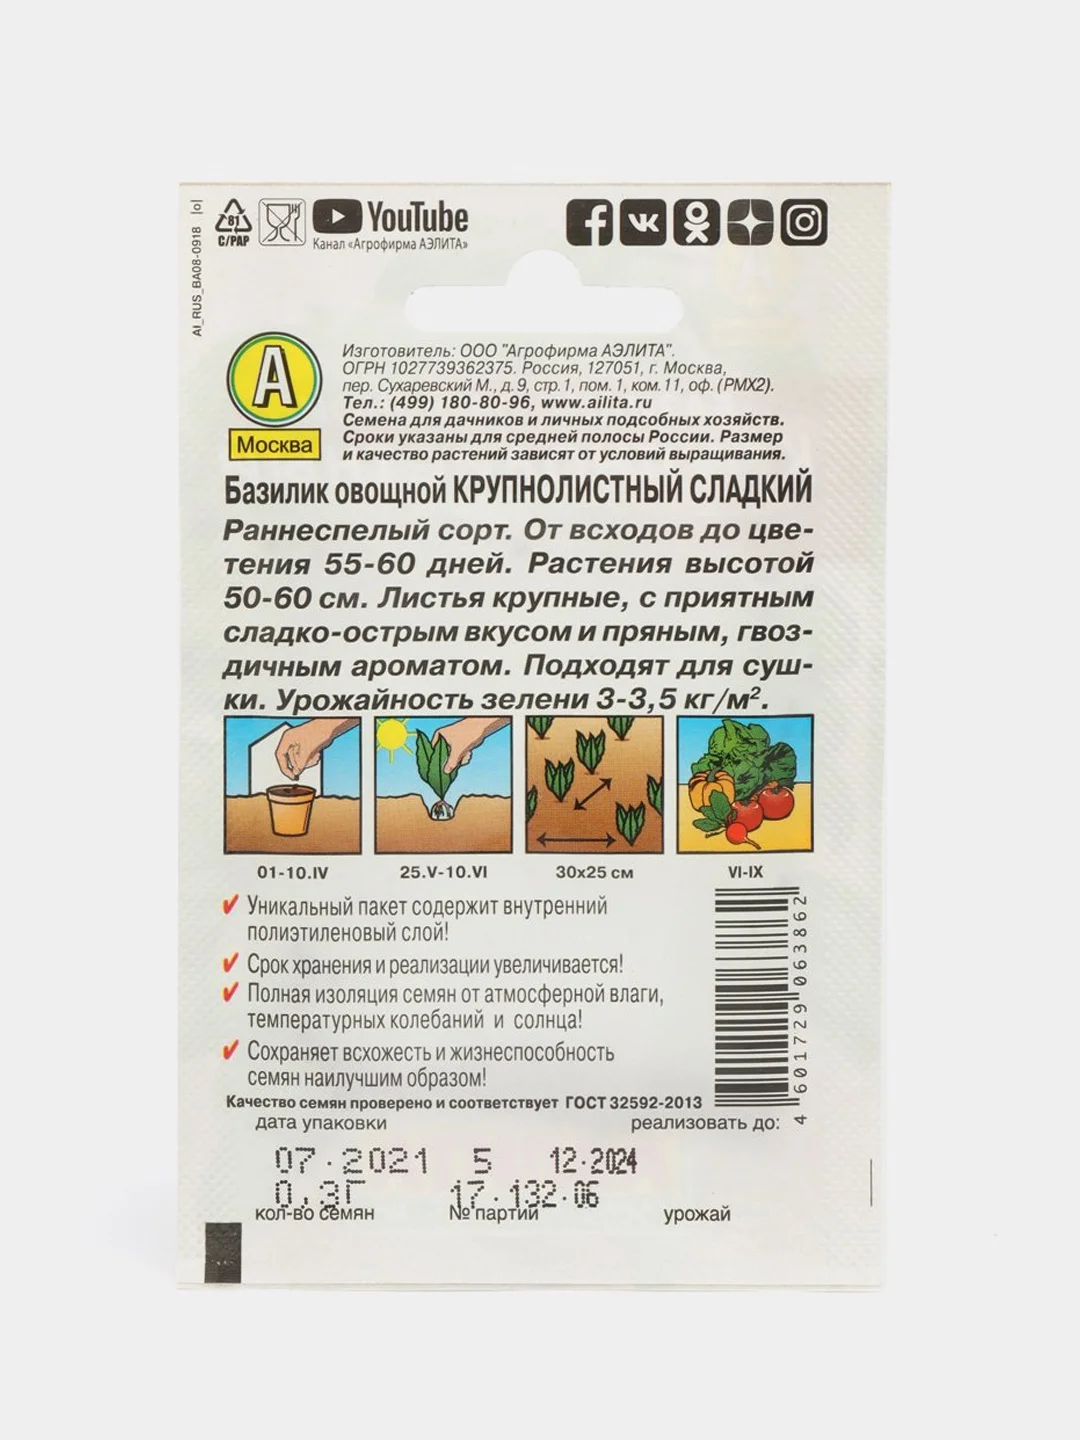 81
C/PAP
YouTube
Канал «Агрофирма АЭЛИТА»
AI_RUS_BA08-0918 |o|
А
Москва
Изготовитель: ООО "Агрофирма АЭЛИТА".
ОГРН 1027739362375. Россия, 127051, г. Москва,
пер. Сухаревский М., д. 9, стр. 1, пом. 1, ком. 11, оф. (РМХ2).
Тел.: (499) 180-80-96, www.ailita.ru
Семена для дачников и личных подсобных хозяйств.
Сроки указаны для средней полосы России. Размер
и качество растений зависят от условий выращивания.
Базилик овощной КРУПНОЛИСТНЫЙ СЛАДКИЙ
Раннеспелый сорт. От всходов до цве-
тения 55-60 дней. Растения высотой
50-60 см. Листья крупные, с приятным
сладко-острым вкусом и пряным, гвоз-
дичным ароматом. Подходят для суш-
ки. Урожайность зелени 3-3,5 кг/м².
01-10.IV 25.V-10.VI 30х25 см VI-IX
Уникальный пакет содержит внутренний
полиэтиленовый слой!
Срок хранения и реализации увеличивается!
Полная изоляция семян от атмосферной влаги,
температурных колебаний и солнца!
Сохраняет всхожесть и жизнеспособность
семян наилучшим образом!
4 601729 063862
Качество семян проверено и соответствует ГОСТ 32592-2013
дата упаковки реализовать до:
07.2021 5 12.2024
0.3Г 17.132.06
кол-во семян № партии урожай